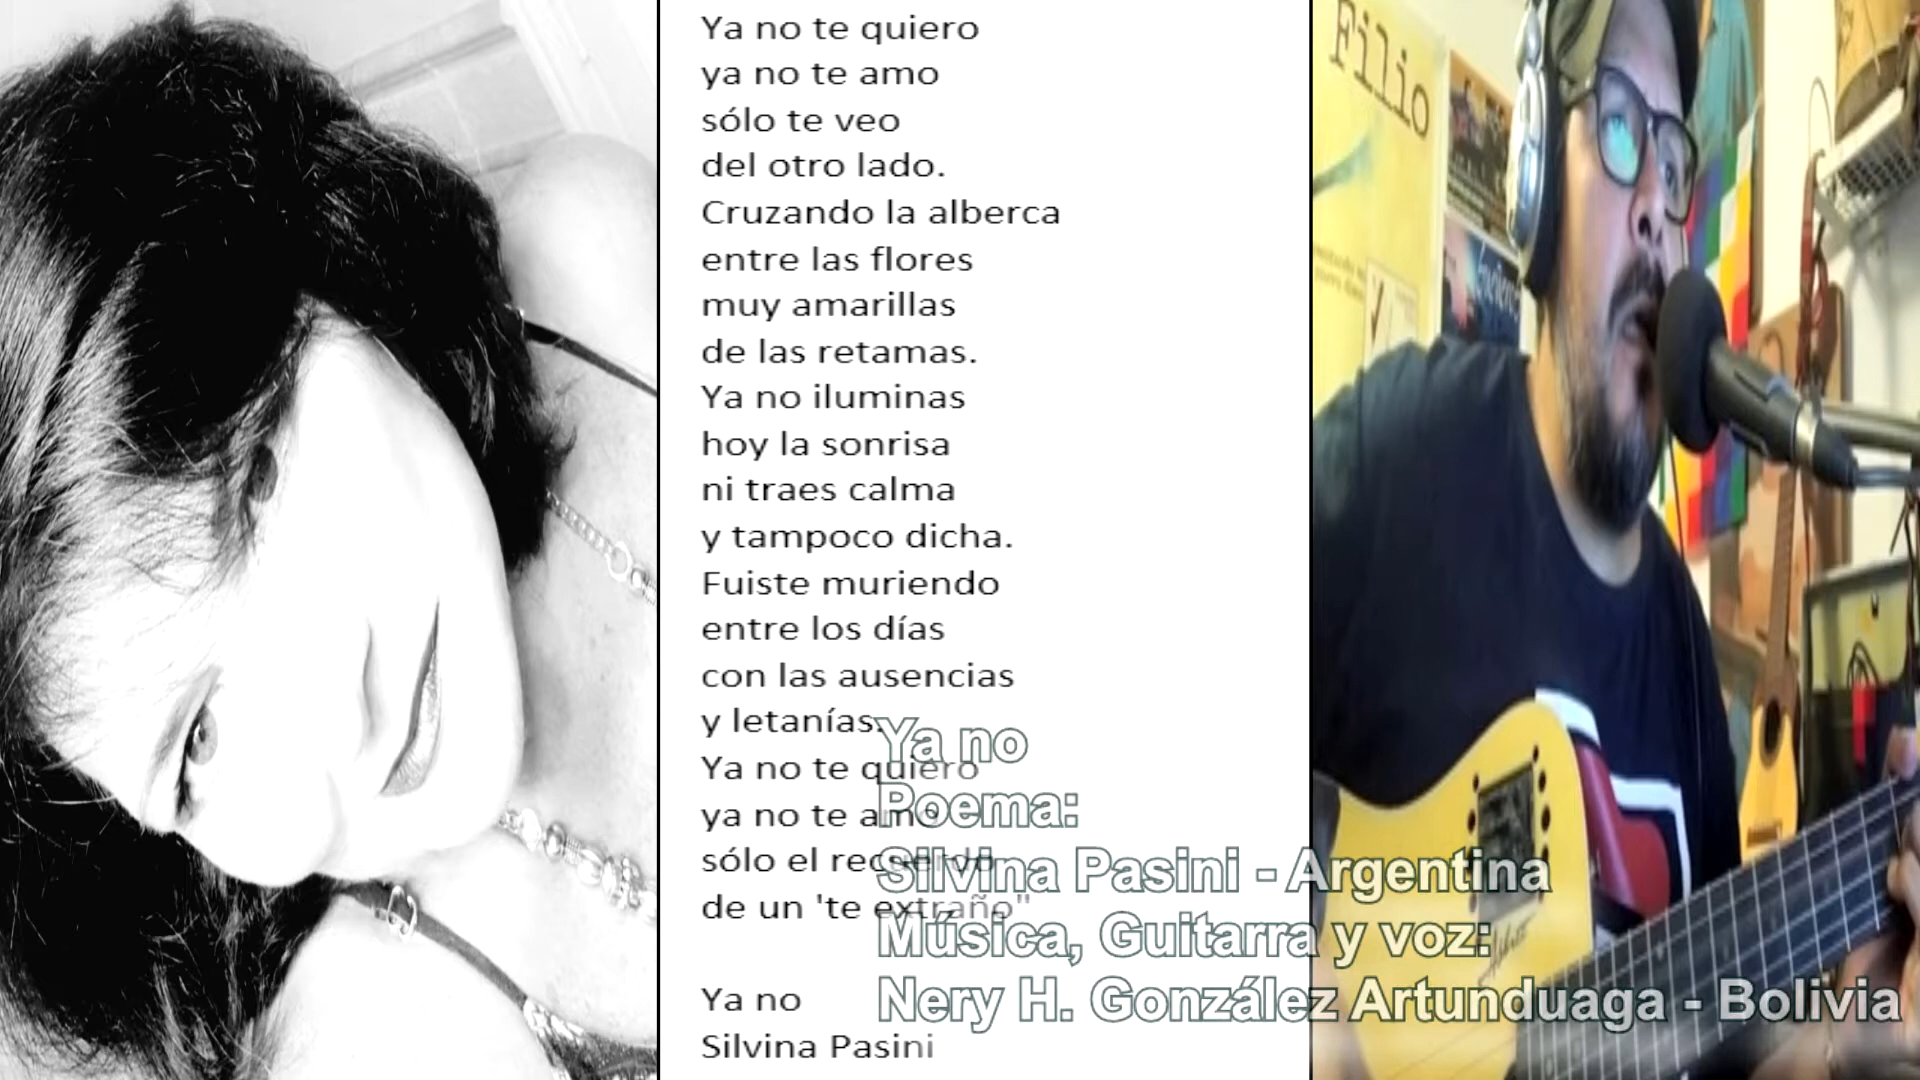 Ya no te quiero
ya no te amo
sólo te veo
del otro lado.
Cruzando la alberca
entre las flores
muy amarillas
de las retamas.
Ya no iluminas
hoy la sonrisa
ni traes calma
y tampoco dicha.
Fuiste muriendo
entre los días
con las ausencias
y letanías.
Ya no te quiero
ya no te amo
sólo el recuerdo
de un 'te extraño"
Ya no
Silvina Pasini
Ya no
Poema:
Silvina Pasini - Argentina
Música, Guitarra y voz:
Nery H. González Artunduaga - Bolivia
Filio